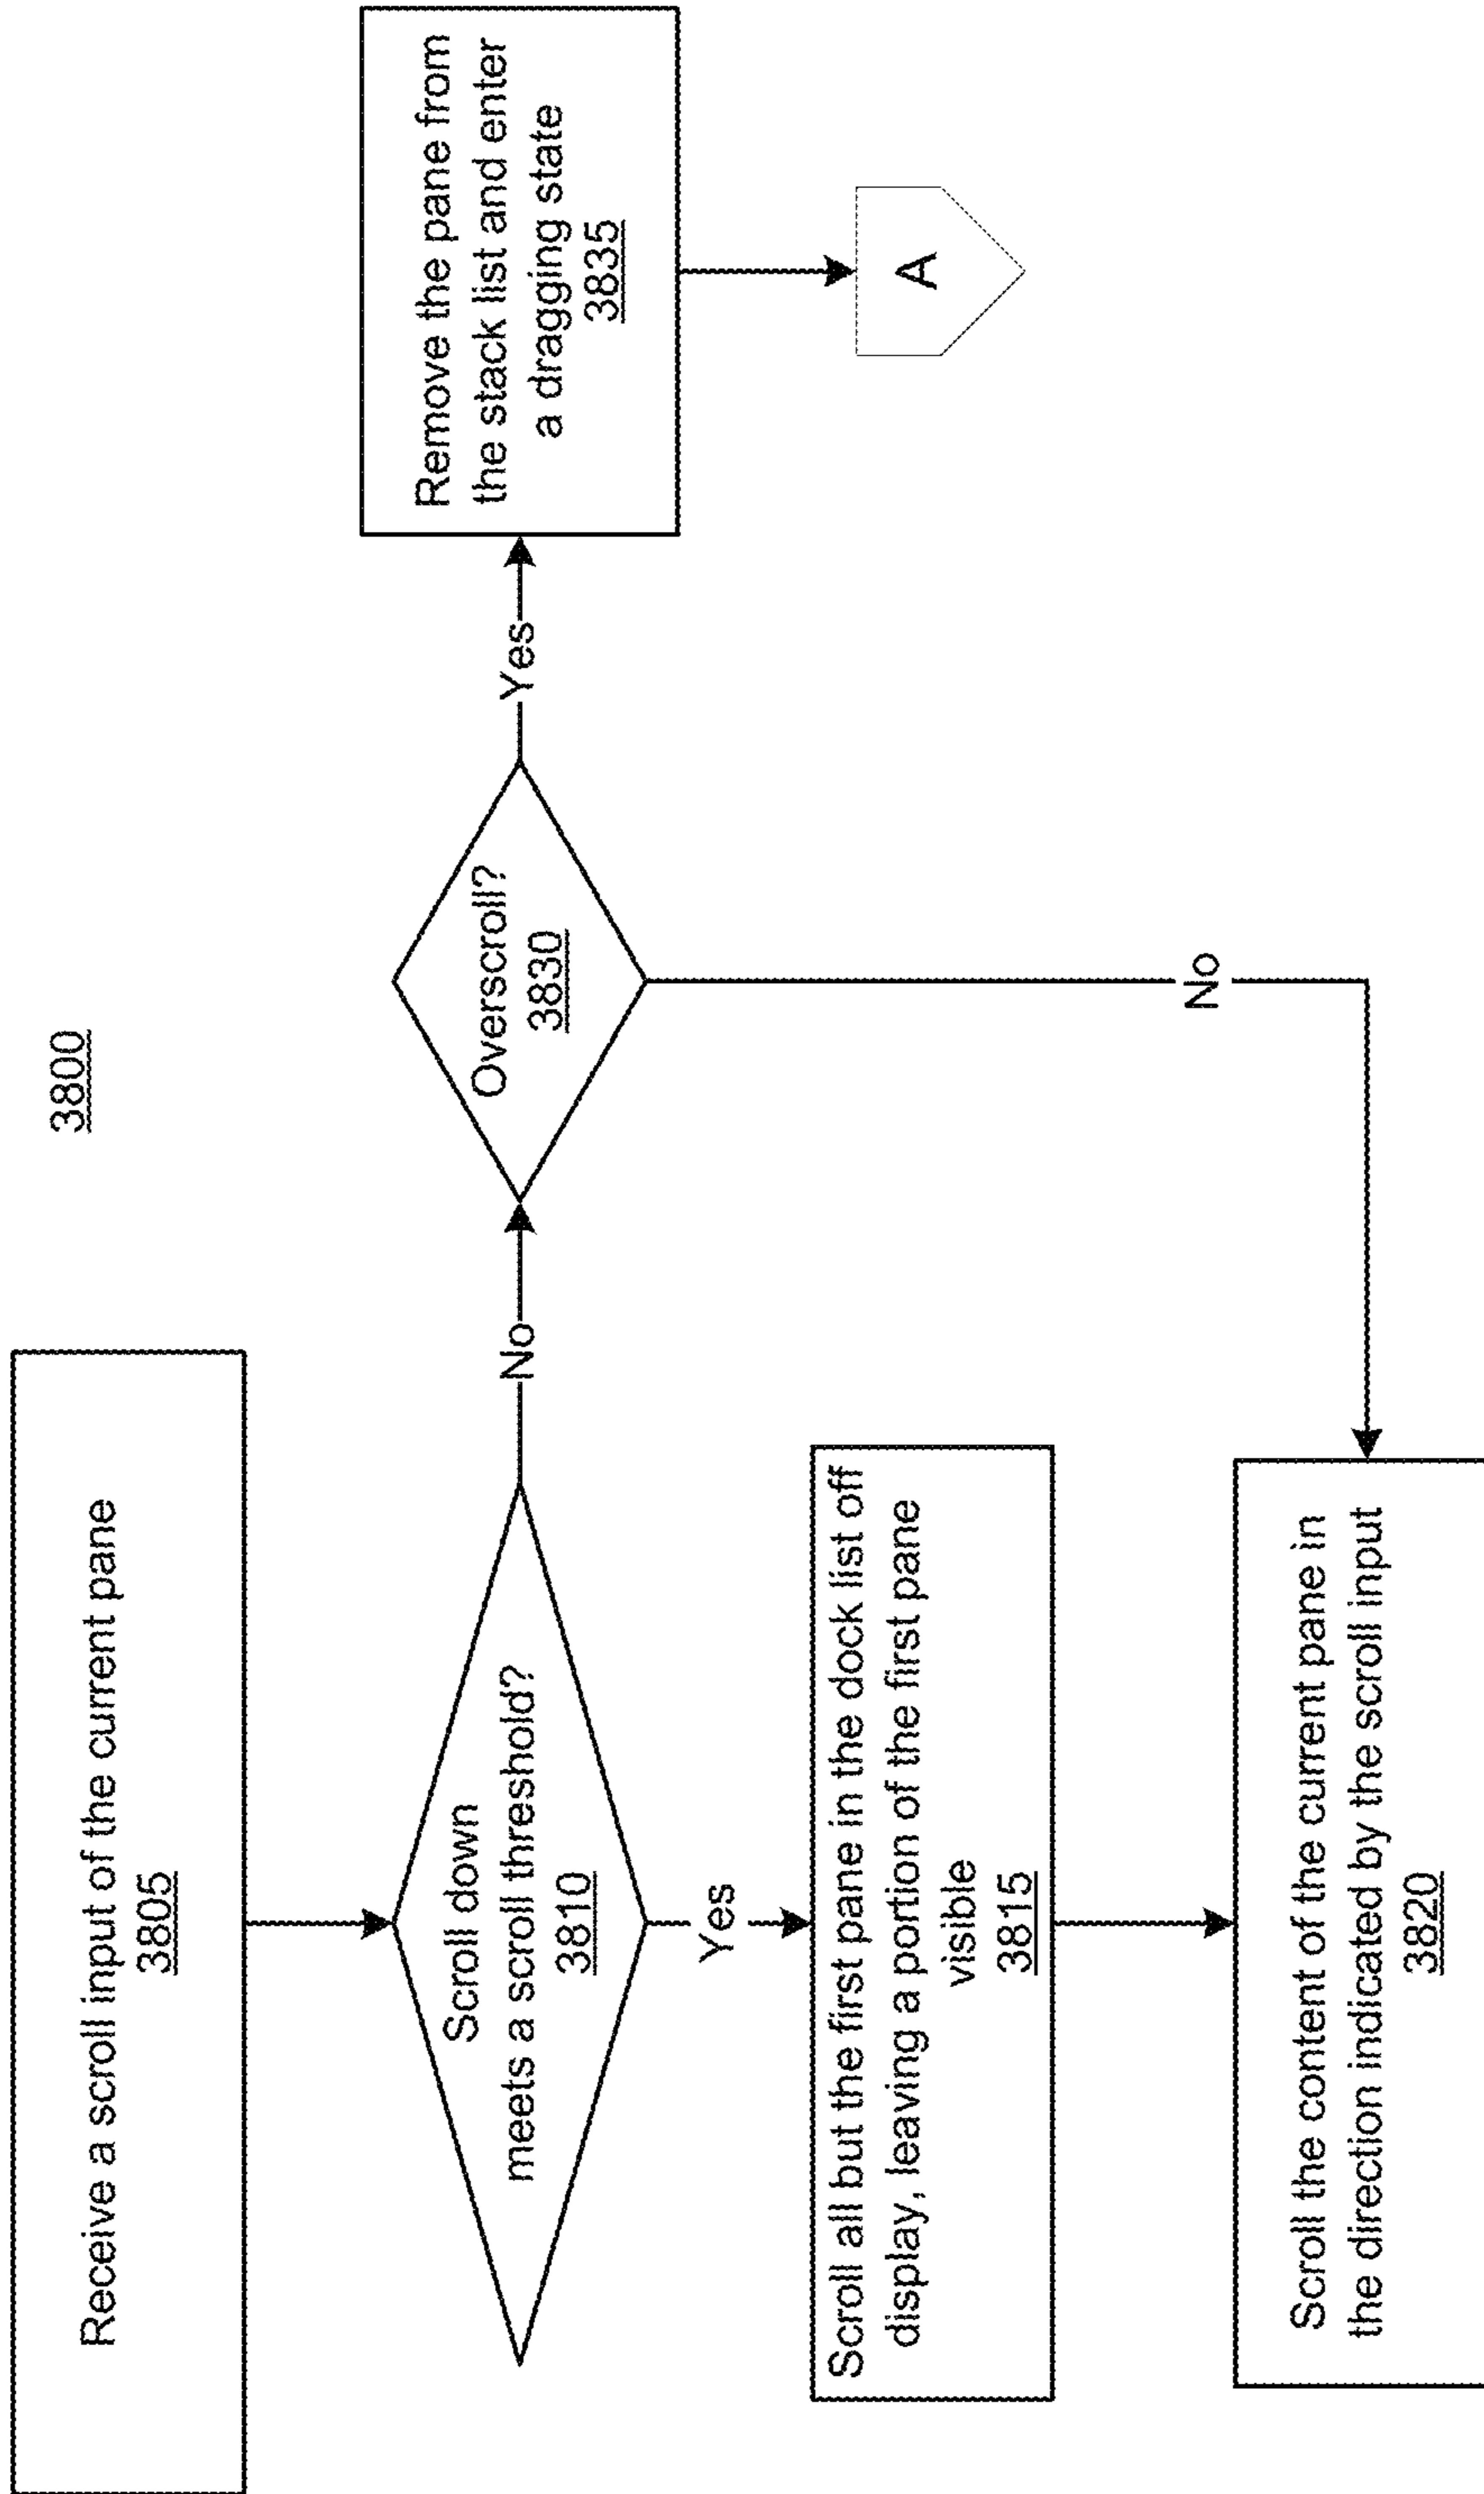 3800
Receive a scroll input of the current pane
3805
Scroll down
meets a scroll threshold?
3810
No
Overscroll?
3830
Yes
Remove the pane from
the stack list and enter
a dragging state
3835
A
Yes
Scroll all but the first pane in the dock list off
display, leaving a portion of the first pane
visible
3815
No
Scroll the content of the current pane in
the direction indicated by the scroll input
3820